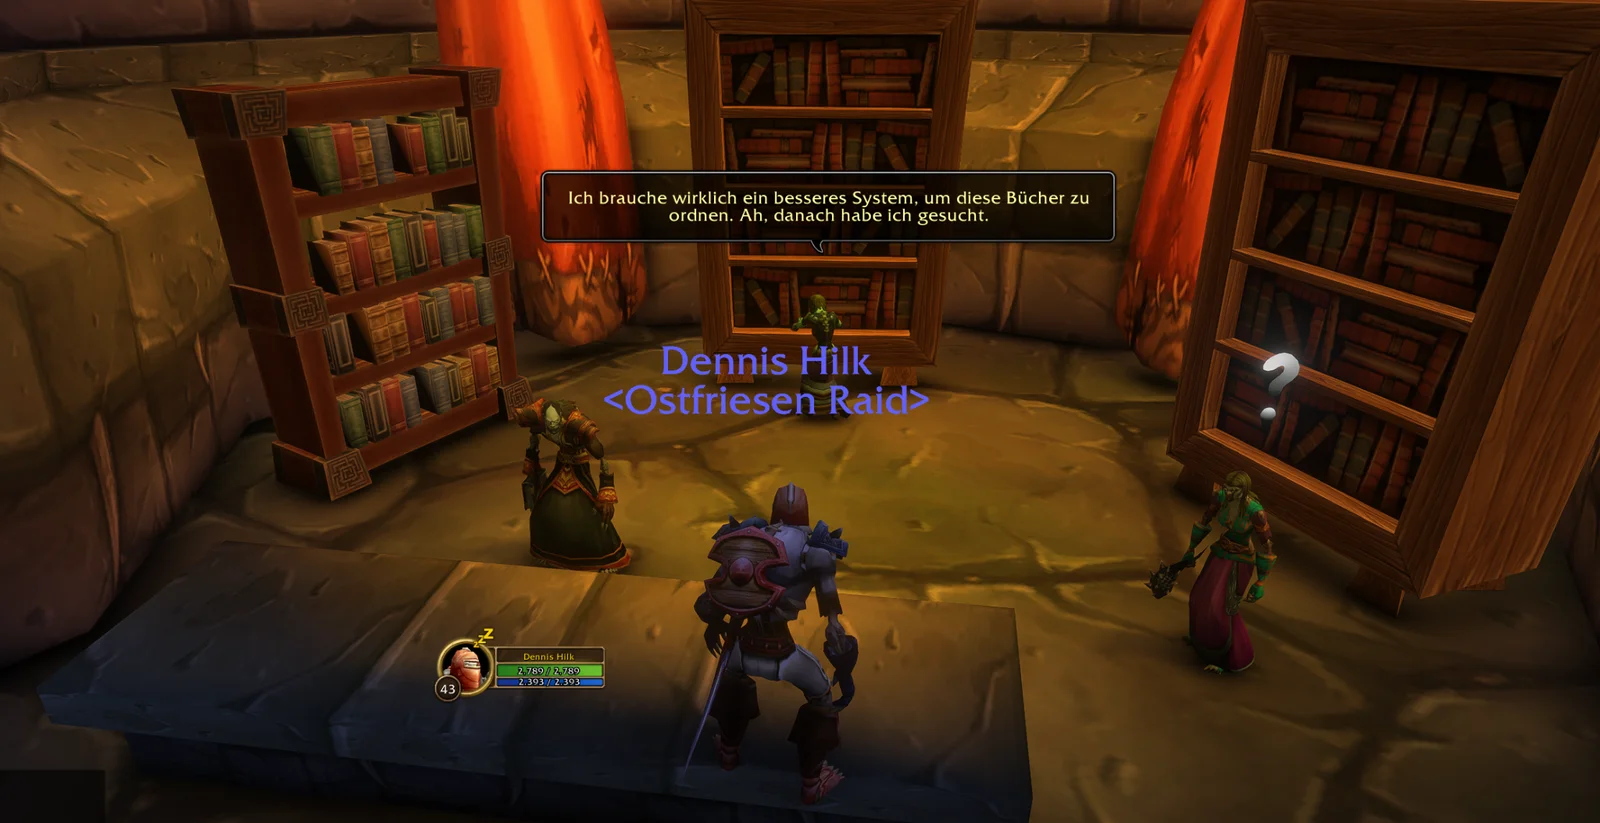 Ich brauche wirklich ein besseres System, um diese Bücher zu
ordnen. Ah, danach habe ich gesucht.
Dennis Hilk
<Ostfriesen Raid>
?
zzZ
Dennis Hilk
2,789 / 2,789
2,393 / 2,393
43